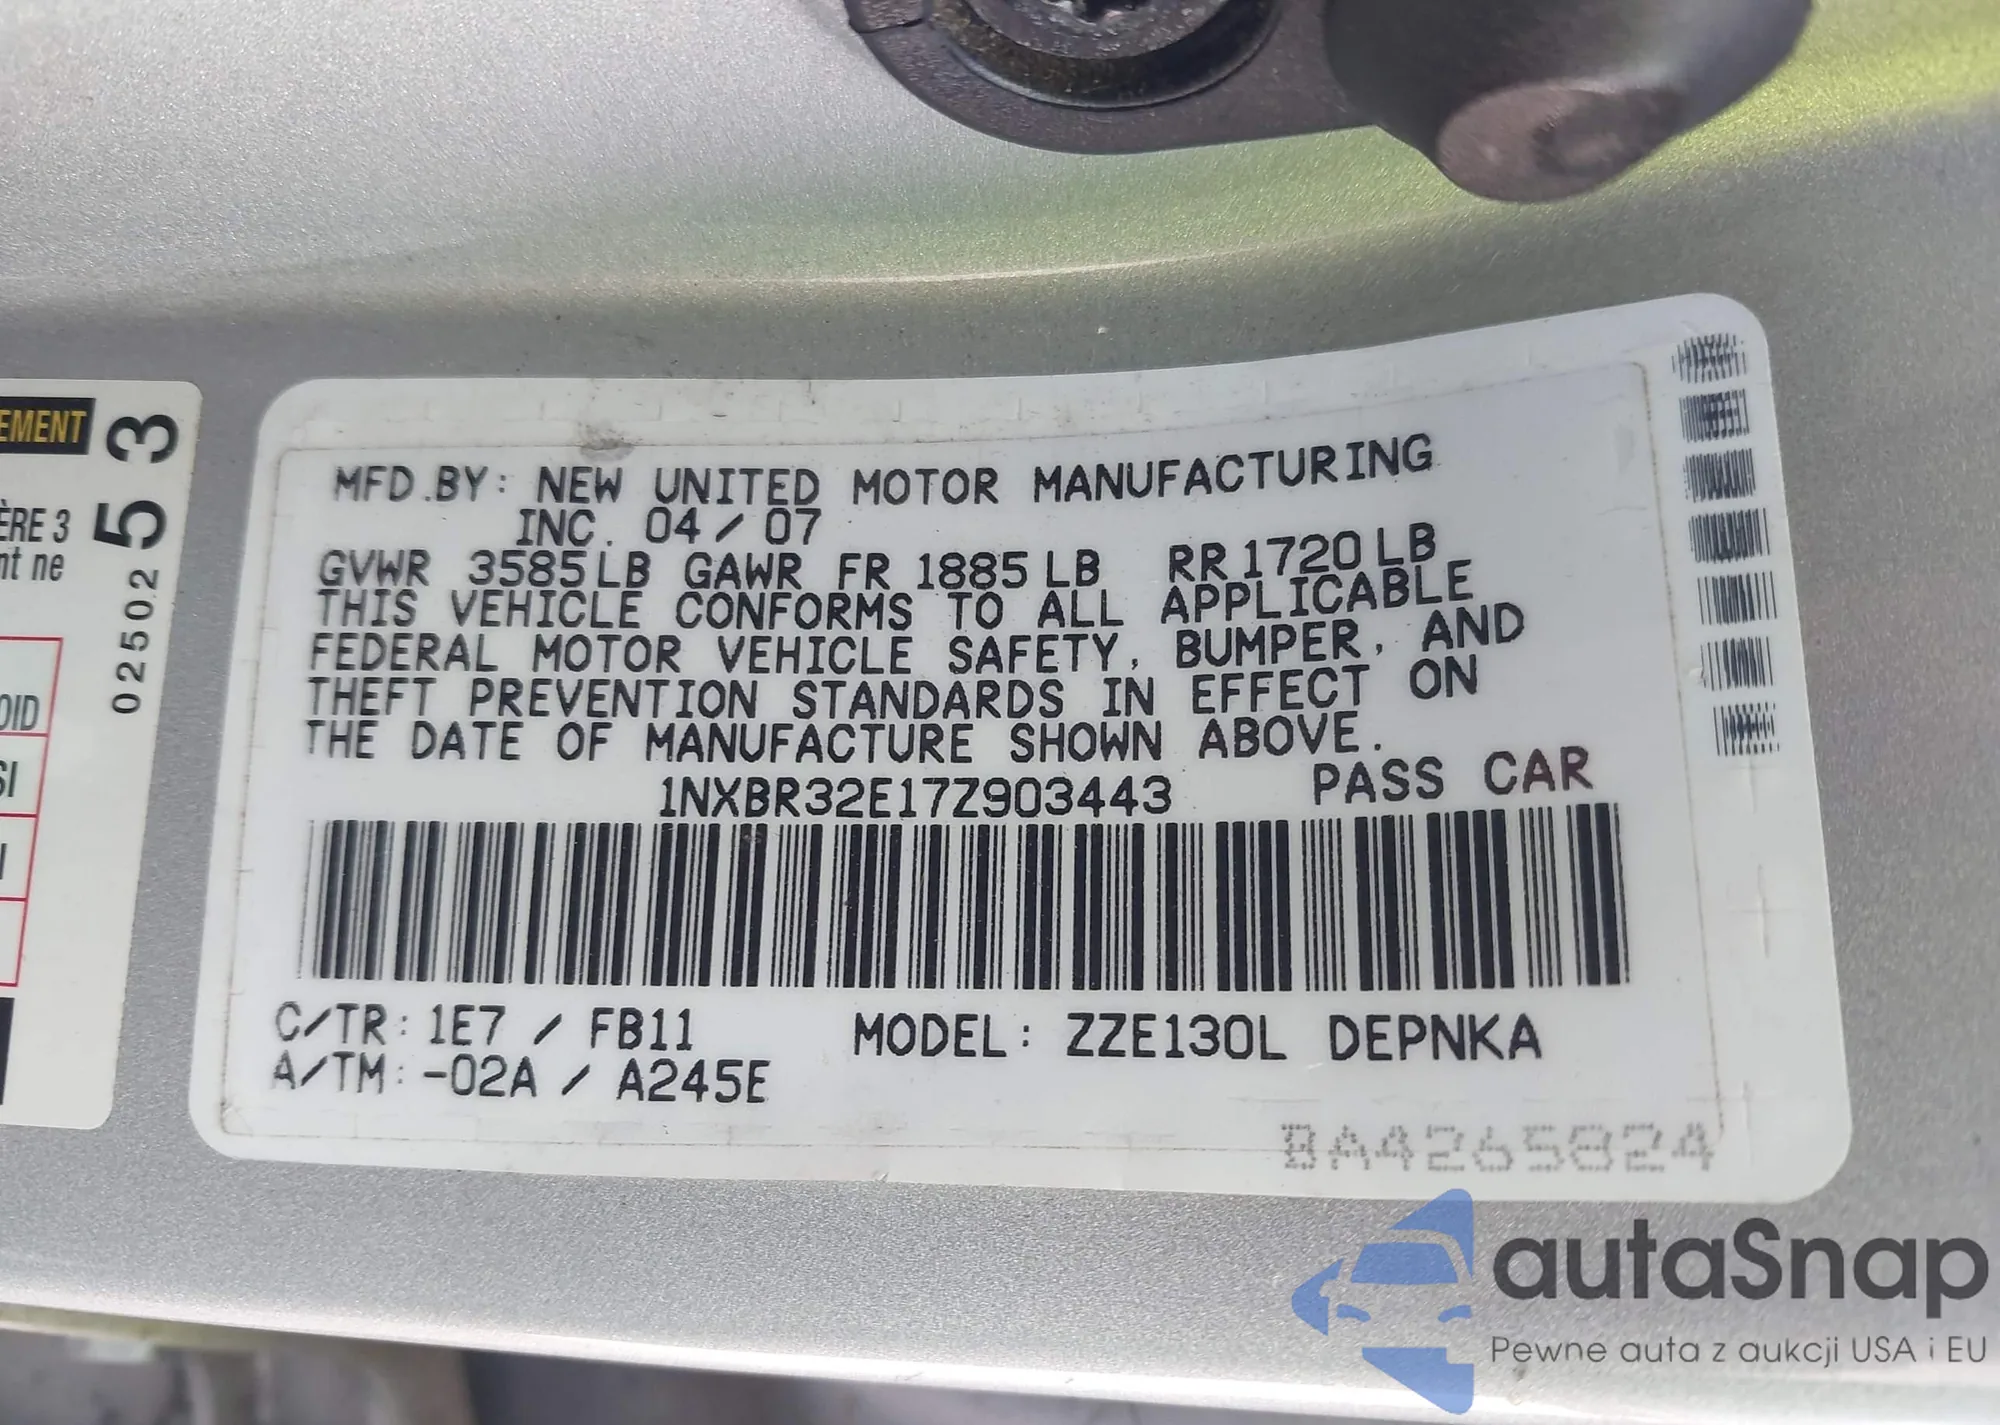 EMENT
ÈRE 3
nt ne
OID
SI
53
02502
MFD.BY: NEW UNITED MOTOR MANUFACTURING
INC. 04/07
GVWR 3585LB GAWR FR 1885LB RR 1720LB
THIS VEHICLE CONFORMS TO ALL APPLICABLE
FEDERAL MOTOR VEHICLE SAFETY, BUMPER, AND
THEFT PREVENTION STANDARDS IN EFFECT ON
THE DATE OF MANUFACTURE SHOWN ABOVE.
1NXBR32E17Z903443 PASS CAR
C/TR: 1E7 / FB11 MODEL: ZZE130L DEPNKA
A/TM: -02A / A245E
BA4265824
autaSnap
Pewne auta z aukcji USA i EU